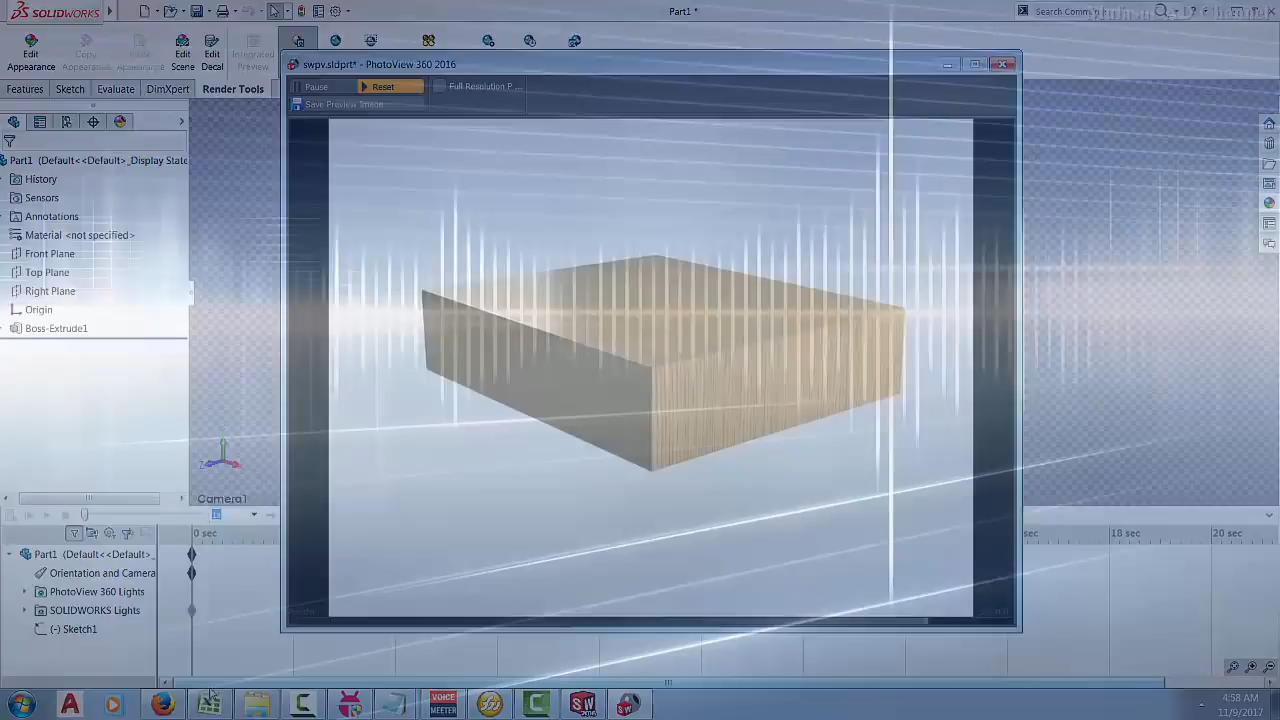 SOLIDWORKS
Part1 *
Search Comm
Edit Appearance
Copy Appearance
Edit Scene
Edit Decal
Integrated Preview
Features
Sketch
Evaluate
DimXpert
Render Tools
swpv.sldprt* - PhotoView 360 2016
Pause
Reset
Full Resolution P...
Save Preview Image
Part1 (Default<<Default>_Display State
History
Sensors
Annotations
Material <not specified>
Front Plane
Top Plane
Right Plane
Origin
Boss-Extrude1
Z
Camera1
0 sec
sec
18 sec
20 sec
Part1 (Default<<Default>_
Orientation and Camera
PhotoView 360 Lights
SOLIDWORKS Lights
(-) Sketch1
VOICE
MEETER
SW
2016
4:58 AM
11/9/2017